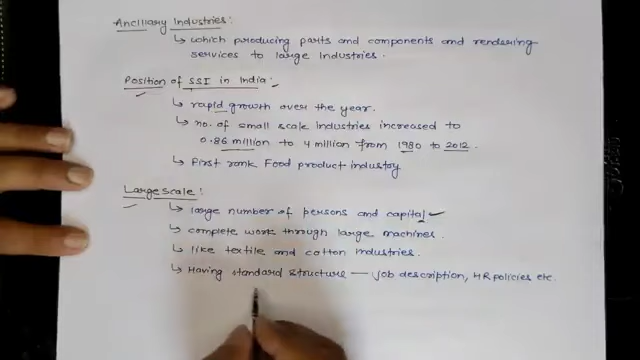 Ancillary Industries:
↳ which producing parts and components and rendering
services to large Industries.
Position of SSI in India:
↳ rapid growth over the year.
↳ no. of small scale industries increased to
0.86 million to 4 million from 1980 to 2012.
↳ First rank Food product industry
Large Scale:
↳ large number of persons and capital
↳ complete work through large machines.
↳ like textile and cotton industries.
↳ Having standard structure — job description, HR policies etc.